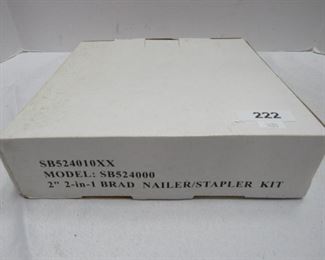 222
SB524010XX
MODEL: SB524000
2" 2-in-1 BRAD NAILER/STAPLER KIT